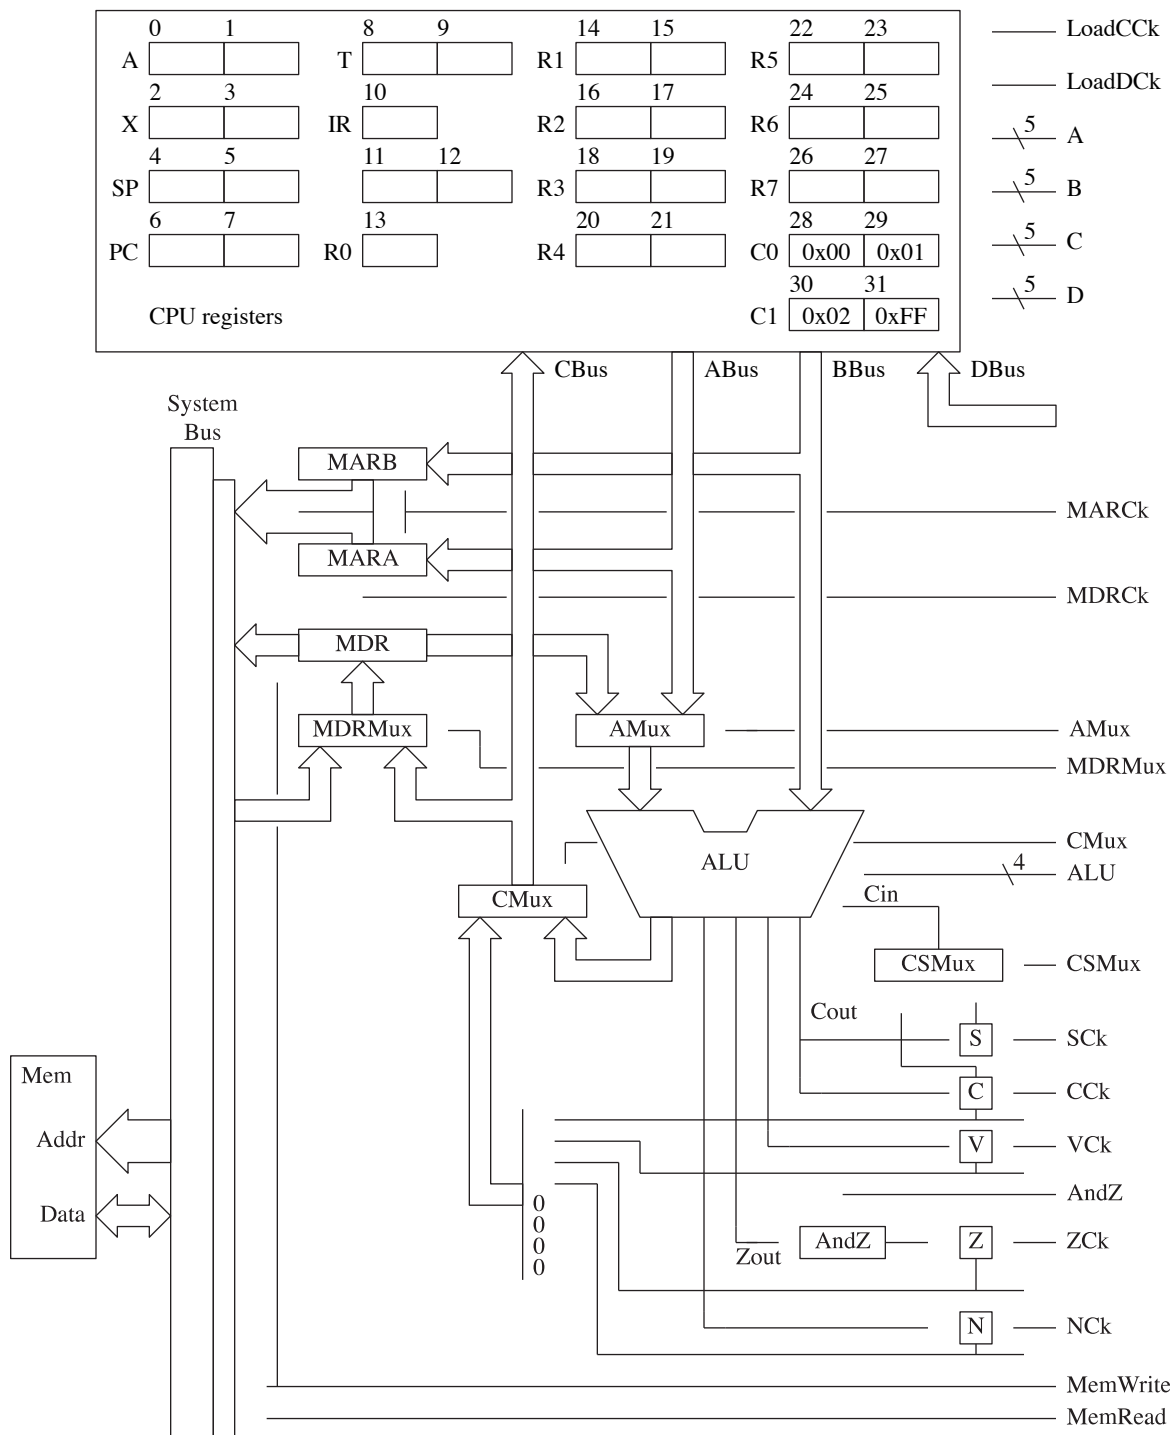 0 1 8 9 14 15 22 23
A T R1 R5
2 3 10 16 17 24 25
X IR R2 R6
4 5 11 12 18 19 26 27
SP R3 R7
6 7 13 20 21 28 29
PC R0 R4 C0 0x00 0x01
30 31
CPU registers C1 0x02 0xFF
LoadCCk
LoadDCk
5 A
5 B
5 C
5 D
CBus ABus BBus DBus
System
Bus
MARB
MARCk
MARA
MDRCk
MDR
MDRMux AMux AMux
MDRMux
CMux
ALU 4 ALU
Cin
CMux
CSMux CSMux
Cout
S SCk
Mem
C CCk
Addr
V VCk
AndZ
Data
0
0
0
0
Zout AndZ Z ZCk
N NCk
MemWrite
MemRead